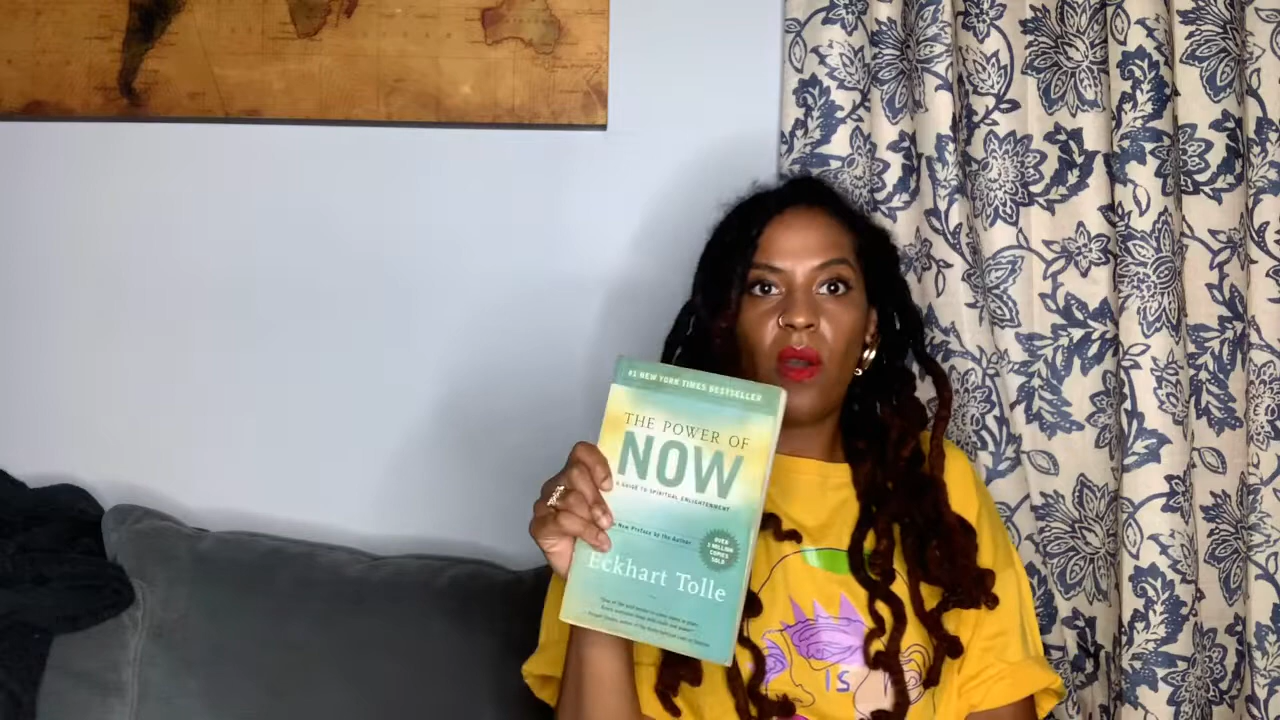 #1 NEW YORK TIMES BESTSELLER
THE POWER OF
NOW
A GUIDE TO SPIRITUAL ENLIGHTENMENT
New Preface by the Author
OVER
2 MILLION
COPIES
SOLD
Eckhart Tolle
IS